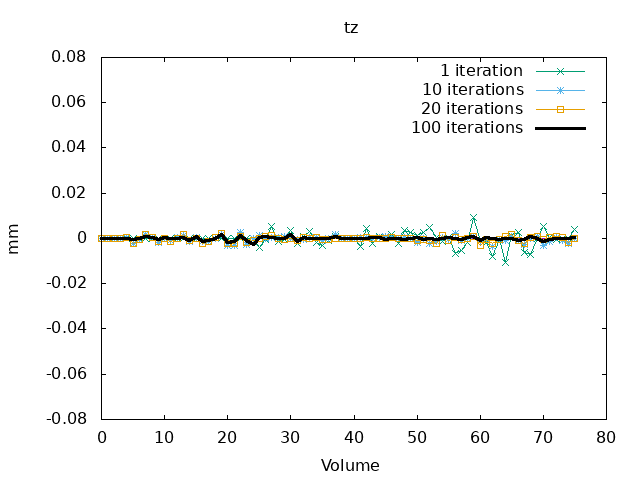 tz
1 iteration
10 iterations
20 iterations
100 iterations
0.08
0.06
0.04
0.02
0
-0.02
-0.04
-0.06
-0.08
mm
0 10 20 30 40 50 60 70 80
Volume